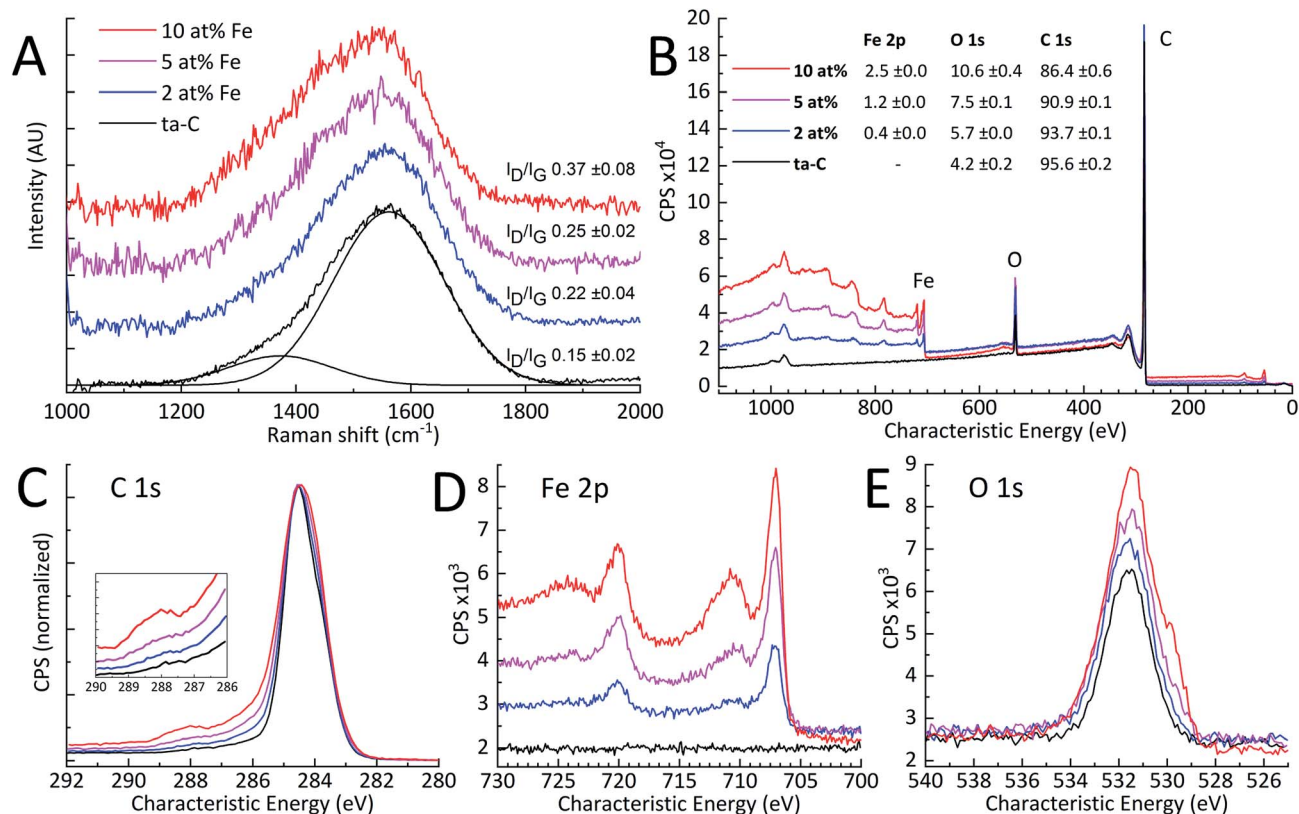 A
10 at% Fe
5 at% Fe
2 at% Fe
ta-C
I_D/I_G 0.37 ±0.08
I_D/I_G 0.25 ±0.02
I_D/I_G 0.22 ±0.04
I_D/I_G 0.15 ±0.02
Intensity (AU)
1000 1200 1400 1600 1800 2000
Raman shift (cm⁻¹)
B
Fe 2p O 1s C 1s
10 at% 2.5 ±0.0 10.6 ±0.4 86.4 ±0.6
5 at% 1.2 ±0.0 7.5 ±0.1 90.9 ±0.1
2 at% 0.4 ±0.0 5.7 ±0.0 93.7 ±0.1
ta-C - 4.2 ±0.2 95.6 ±0.2
C
O
Fe
CPS x10⁴
20
18
16
14
12
10
8
6
4
2
0
1000 800 600 400 200 0
Characteristic Energy (eV)
C
C 1s
CPS (normalized)
290 289 288 287 286
292 290 288 286 284 282 280
Characteristic Energy (eV)
D
Fe 2p
CPS x10³
8
7
6
5
4
3
2
730 725 720 715 710 705 700
Characteristic Energy (eV)
E
O 1s
CPS x10³
9
8
7
6
5
4
3
2
540 538 536 534 532 530 528 526
Characteristic Energy (eV)